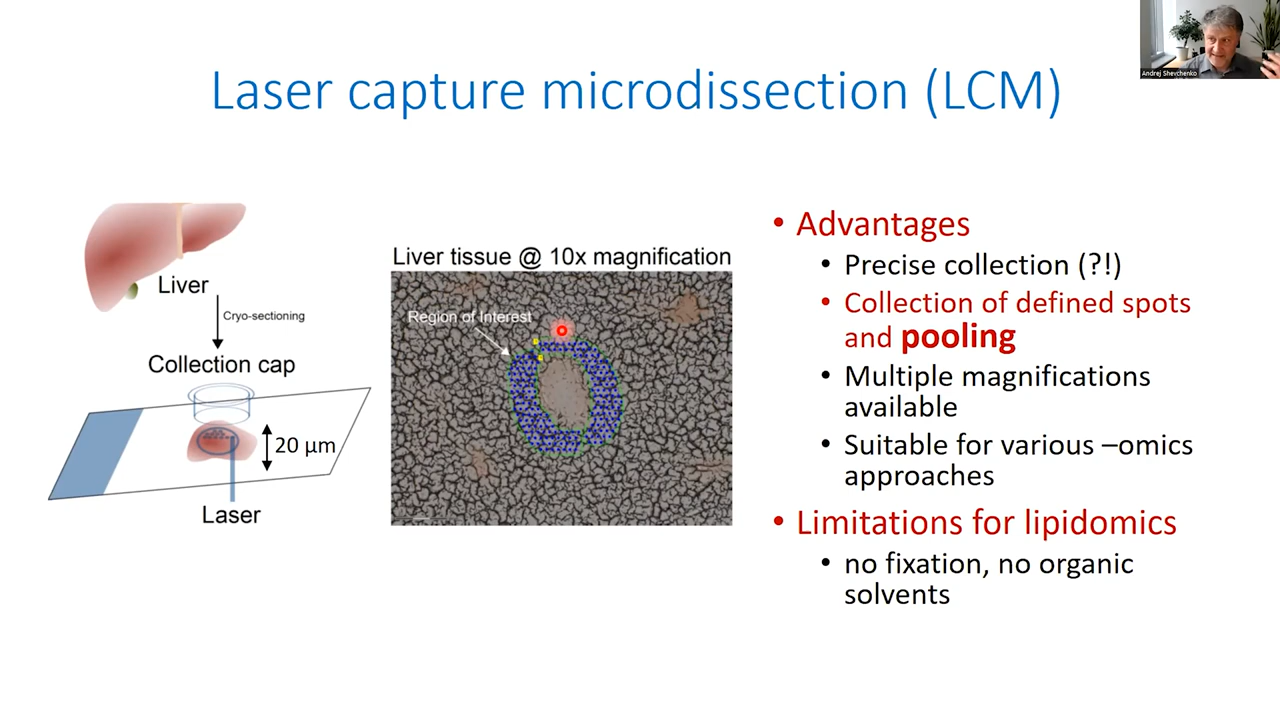 Andrej Shevchenko
Laser capture microdissection (LCM)
Liver
Cryo-sectioning
Collection cap
20 µm
Laser
Liver tissue @ 10x magnification
Region of Interest
• Advantages
• Precise collection (?!)
• Collection of defined spots
and pooling
• Multiple magnifications
available
• Suitable for various –omics
approaches
• Limitations for lipidomics
• no fixation, no organic
solvents